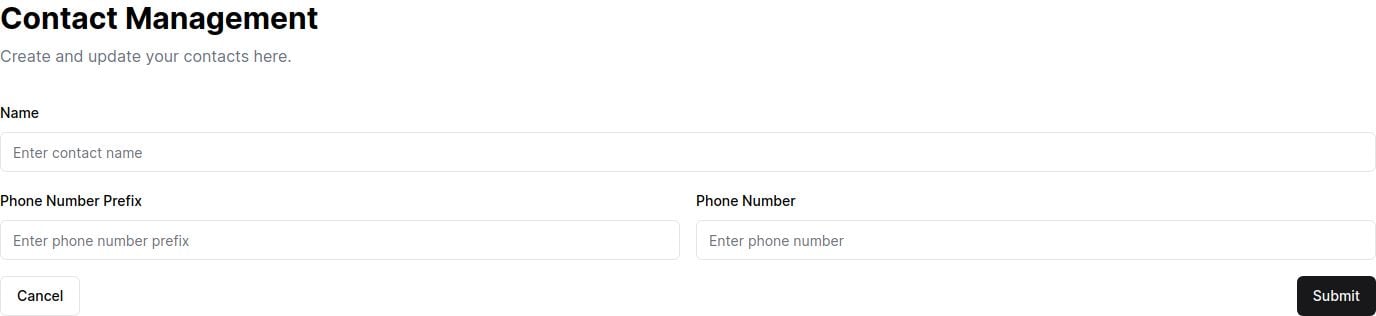 Contact Management
Create and update your contacts here.
Name
Enter contact name
Phone Number Prefix
Phone Number
Enter phone number prefix
Enter phone number
Cancel
Submit